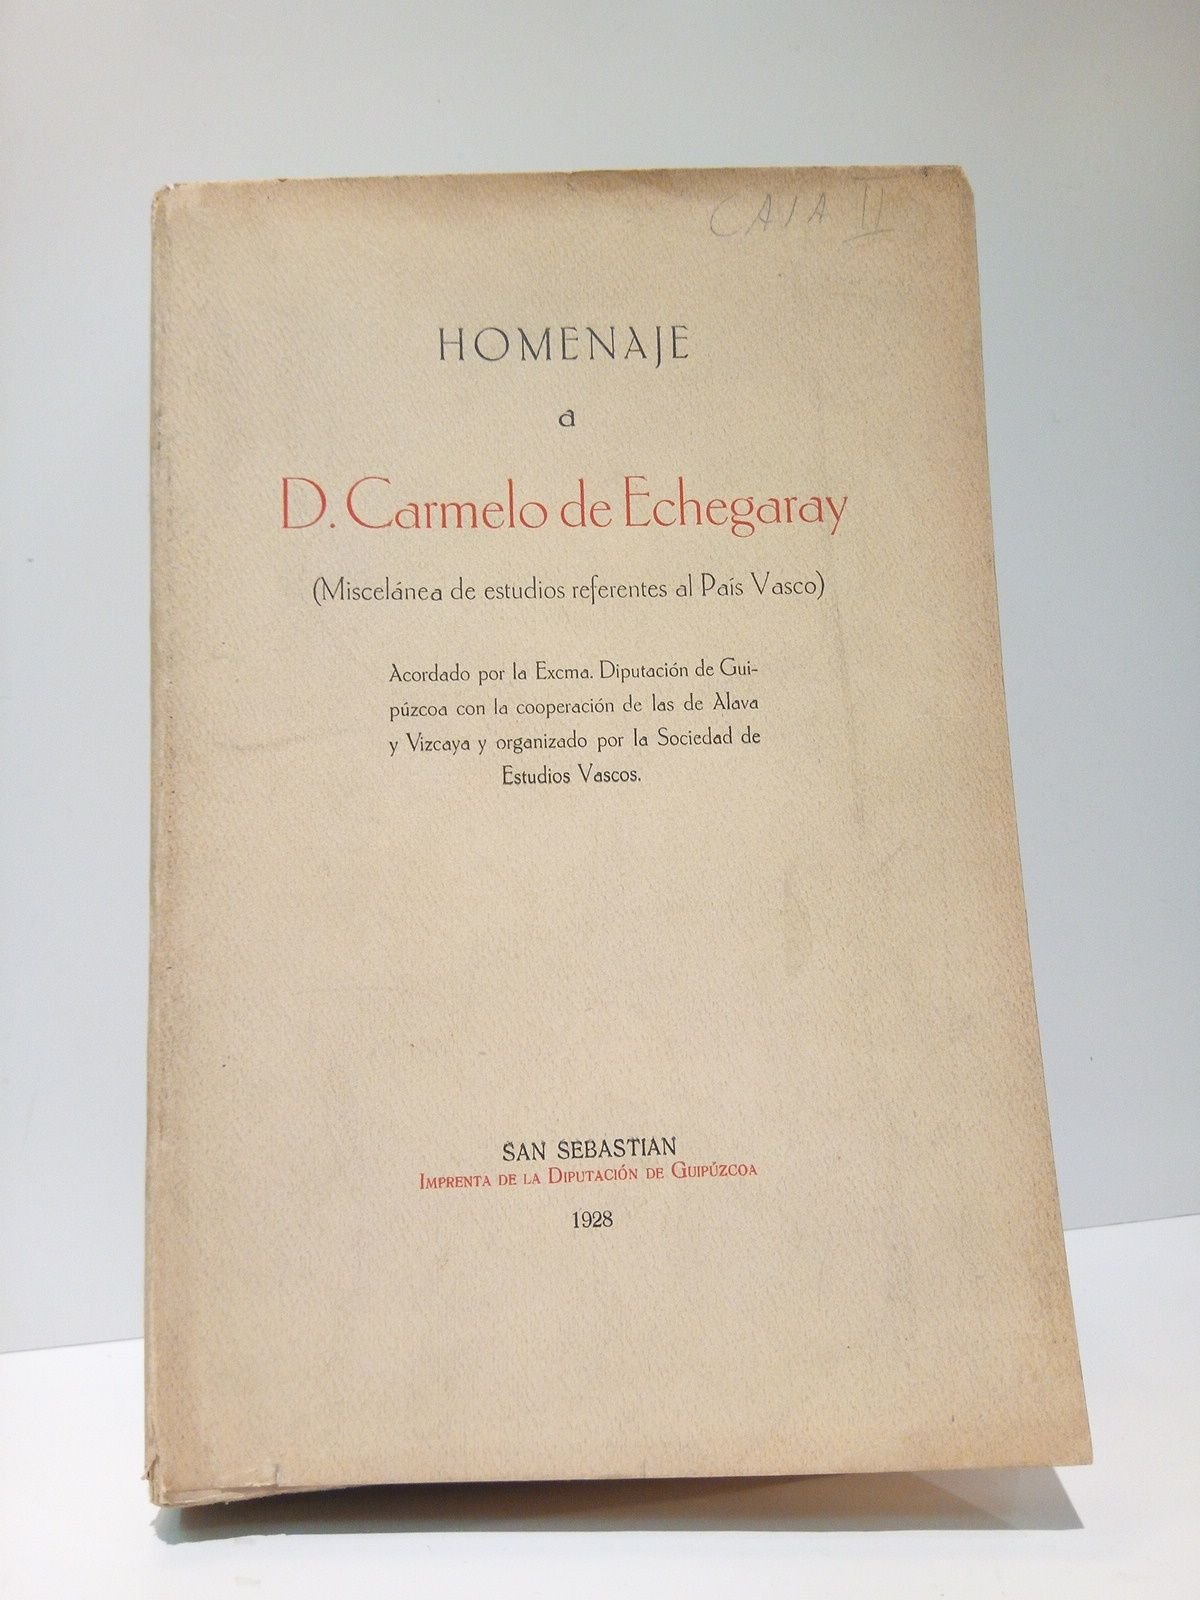 CAJA II
HOMENAJE
a
D. Carmelo de Echegaray
(Miscelánea de estudios referentes al País Vasco)
Acordado por la Excma. Diputación de Gui-
púzcoa con la cooperación de las de Alava
y Vizcaya y organizado por la Sociedad de
Estudios Vascos.
SAN SEBASTIAN
IMPRENTA DE LA DIPUTACIÓN DE GUIPÚZCOA
1928